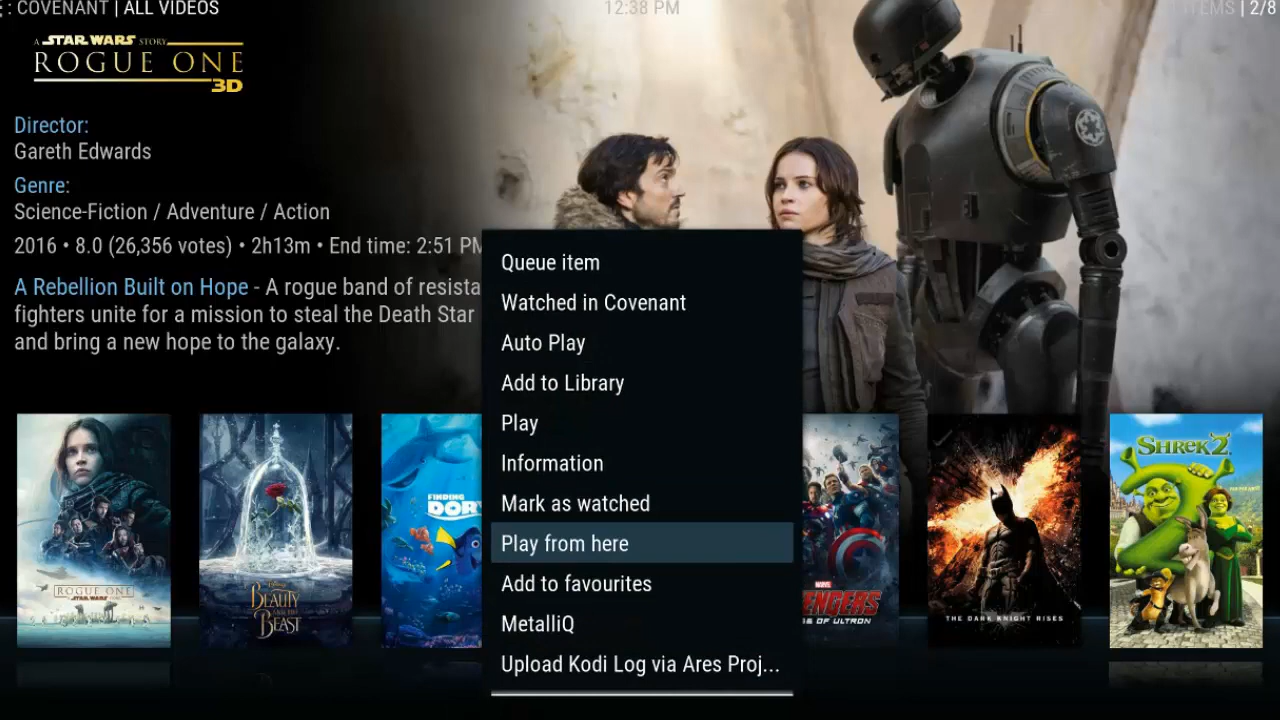 : COVENANT | ALL VIDEOS
12:38 PM
ITEMS | 2/8
A STAR WARS STORY
ROGUE ONE
3D
Director:
Gareth Edwards
Genre:
Science-Fiction / Adventure / Action
2016 • 8.0 (26,356 votes) • 2h13m • End time: 2:51 PM
A Rebellion Built on Hope - A rogue band of resista
fighters unite for a mission to steal the Death Star
and bring a new hope to the galaxy.
Queue item
Watched in Covenant
Auto Play
Add to Library
Play
Information
Mark as watched
Play from here
Add to favourites
MetalliQ
Upload Kodi Log via Ares Proj...
ROGUE ONE
BEAUTY
AND THE
BEAST
FINDING
DORY
MARVEL
ENGERS
SE OF ULTRON
THE DARK KNIGHT RISES
SHREK 2